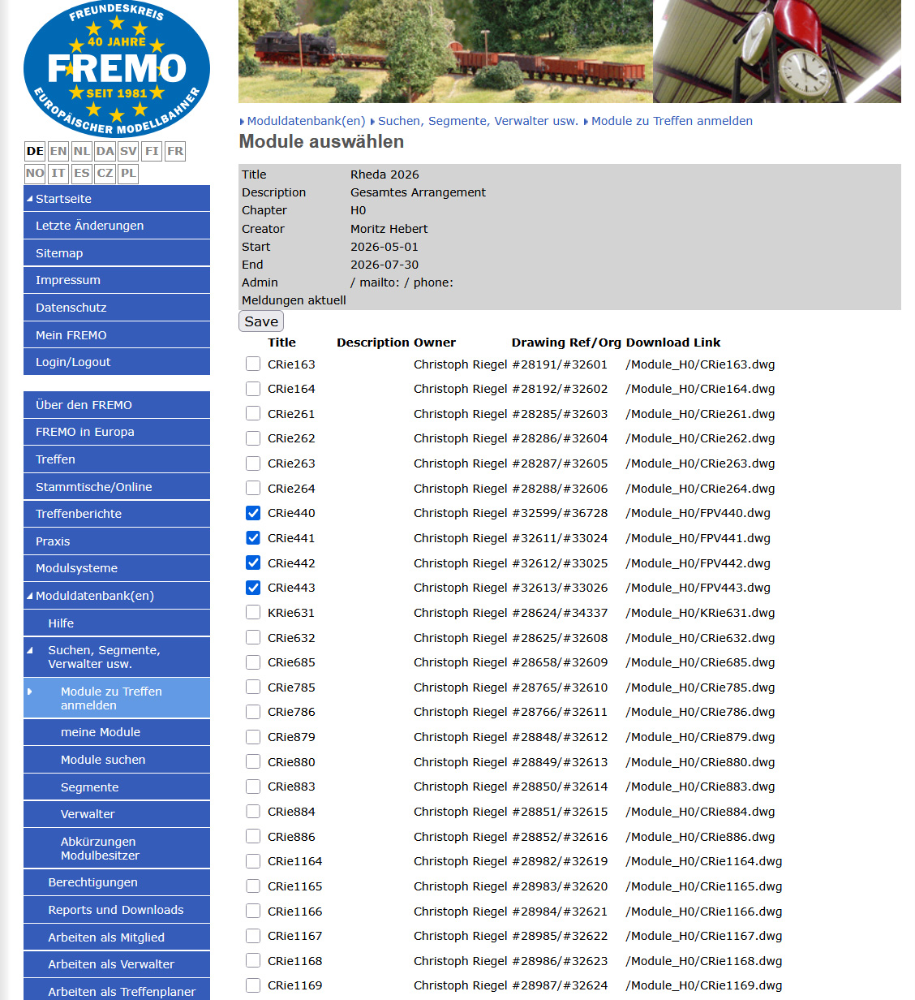 FREUNDESKREIS
40 JAHRE
FREMO
SEIT 1981
EUROPÄISCHER MODELLBAHNER
DE EN NL DA SV FI FR
NO IT ES CZ PL
Startseite
Letzte Änderungen
Sitemap
Impressum
Datenschutz
Mein FREMO
Login/Logout
Über den FREMO
FREMO in Europa
Treffen
Stammtische/Online
Treffenberichte
Praxis
Modulsysteme
Moduldatenbank(en)
Hilfe
Suchen, Segmente,
Verwalter usw.
Module zu Treffen
anmelden
meine Module
Module suchen
Segmente
Verwalter
Abkürzungen
Modulbesitzer
Berechtigungen
Reports und Downloads
Arbeiten als Mitglied
Arbeiten als Verwalter
Arbeiten als Treffenplaner
Moduldatenbank(en) Suchen, Segmente, Verwalter usw. Module zu Treffen anmelden
Module auswählen
Title Rheda 2026
Description Gesamtes Arrangement
Chapter H0
Creator Moritz Hebert
Start 2026-05-01
End 2026-07-30
Admin / mailto: / phone:
Meldungen aktuell
Save
Title Description Owner Drawing Ref/Org Download Link
CRie163 Christoph Riegel #28191/#32601 /Module_H0/CRie163.dwg
CRie164 Christoph Riegel #28192/#32602 /Module_H0/CRie164.dwg
CRie261 Christoph Riegel #28285/#32603 /Module_H0/CRie261.dwg
CRie262 Christoph Riegel #28286/#32604 /Module_H0/CRie262.dwg
CRie263 Christoph Riegel #28287/#32605 /Module_H0/CRie263.dwg
CRie264 Christoph Riegel #28288/#32606 /Module_H0/CRie264.dwg
CRie440 Christoph Riegel #32599/#36728 /Module_H0/FPV440.dwg
CRie441 Christoph Riegel #32611/#33024 /Module_H0/FPV441.dwg
CRie442 Christoph Riegel #32612/#33025 /Module_H0/FPV442.dwg
CRie443 Christoph Riegel #32613/#33026 /Module_H0/FPV443.dwg
KRie631 Christoph Riegel #28624/#34337 /Module_H0/KRie631.dwg
CRie632 Christoph Riegel #28625/#32608 /Module_H0/CRie632.dwg
CRie685 Christoph Riegel #28658/#32609 /Module_H0/CRie685.dwg
CRie785 Christoph Riegel #28765/#32610 /Module_H0/CRie785.dwg
CRie786 Christoph Riegel #28766/#32611 /Module_H0/CRie786.dwg
CRie879 Christoph Riegel #28848/#32612 /Module_H0/CRie879.dwg
CRie880 Christoph Riegel #28849/#32613 /Module_H0/CRie880.dwg
CRie883 Christoph Riegel #28850/#32614 /Module_H0/CRie883.dwg
CRie884 Christoph Riegel #28851/#32615 /Module_H0/CRie884.dwg
CRie886 Christoph Riegel #28852/#32616 /Module_H0/CRie886.dwg
CRie1164 Christoph Riegel #28982/#32619 /Module_H0/CRie1164.dwg
CRie1165 Christoph Riegel #28983/#32620 /Module_H0/CRie1165.dwg
CRie1166 Christoph Riegel #28984/#32621 /Module_H0/CRie1166.dwg
CRie1167 Christoph Riegel #28985/#32622 /Module_H0/CRie1167.dwg
CRie1168 Christoph Riegel #28986/#32623 /Module_H0/CRie1168.dwg
CRie1169 Christoph Riegel #28987/#32624 /Module_H0/CRie1169.dwg